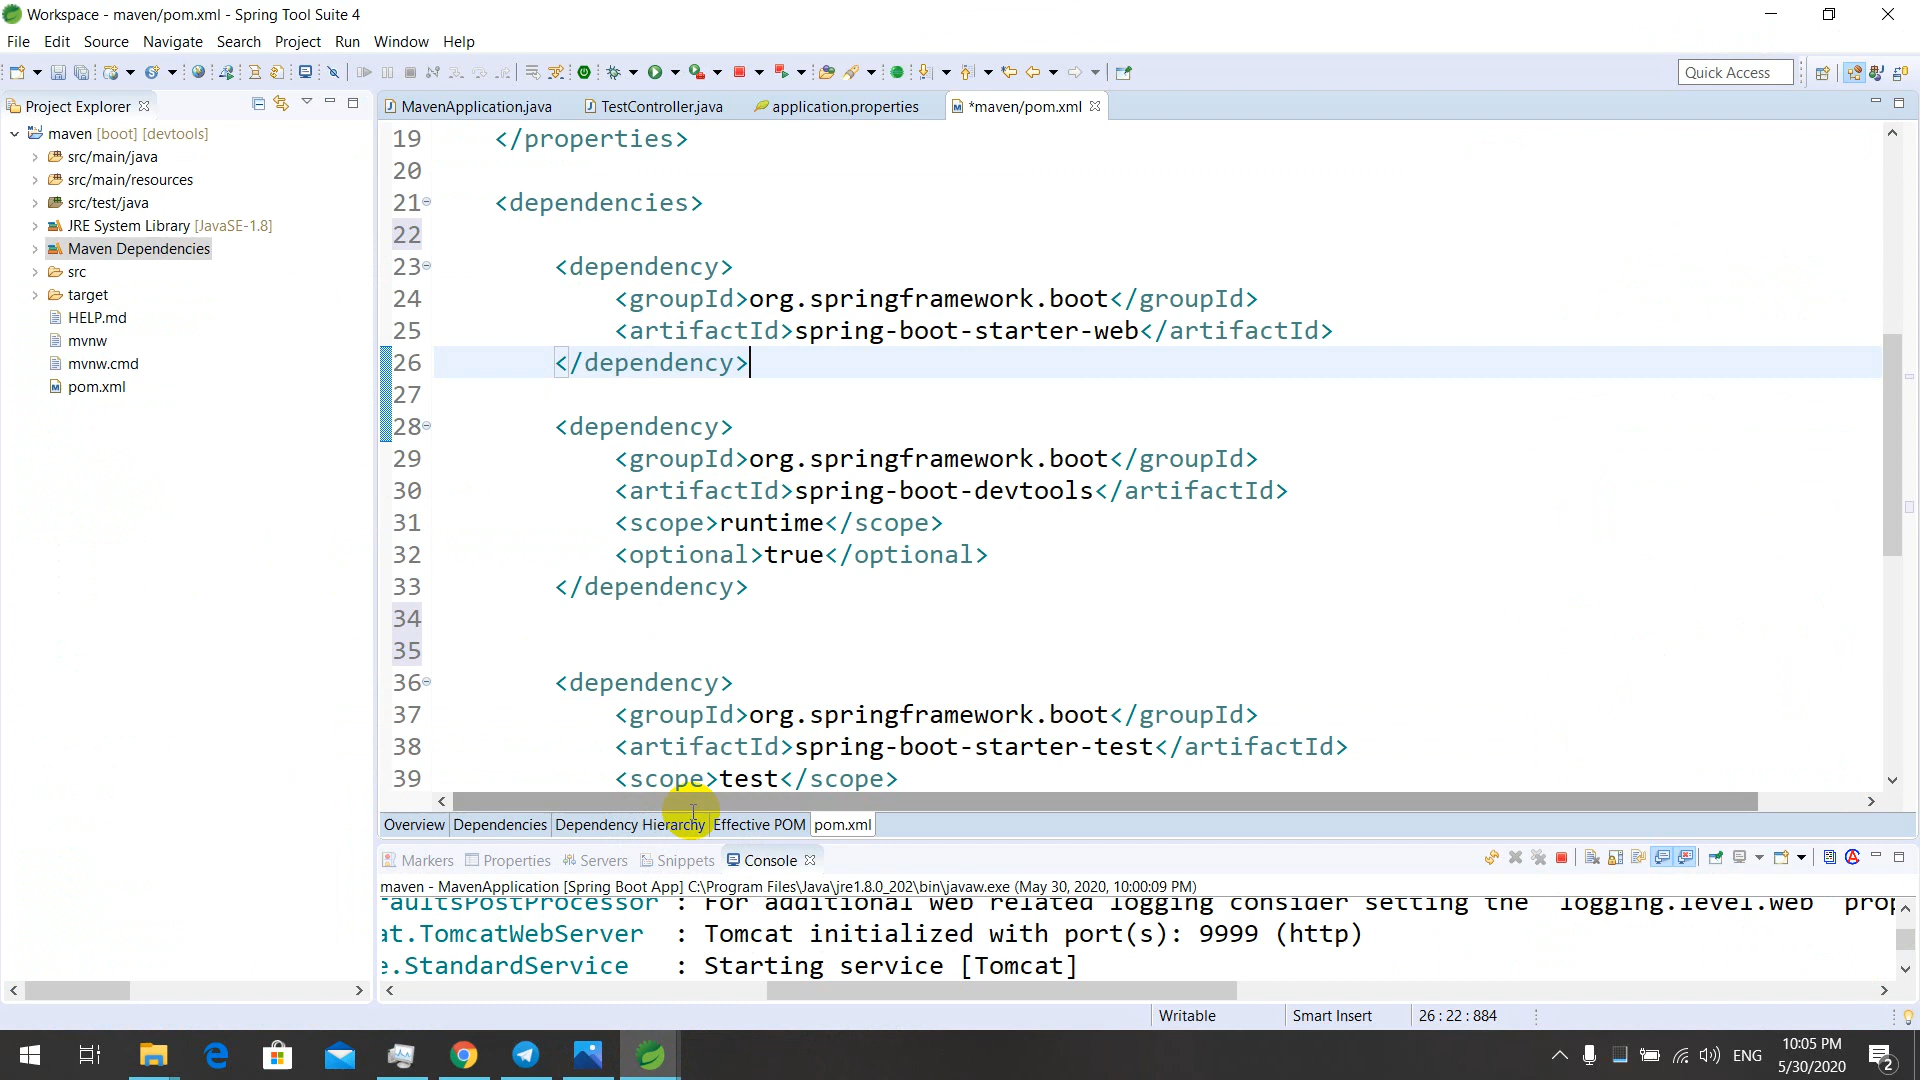 Workspace - maven/pom.xml - Spring Tool Suite 4
File Edit Source Navigate Search Project Run Window Help
Quick Access
Project Explorer
maven [boot] [devtools]
src/main/java
src/main/resources
src/test/java
JRE System Library [JavaSE-1.8]
Maven Dependencies
src
target
HELP.md
mvnw
mvnw.cmd
pom.xml
MavenApplication.java TestController.java application.properties *maven/pom.xml
19 </properties>
20
21 <dependencies>
22
23 <dependency>
24 <groupId>org.springframework.boot</groupId>
25 <artifactId>spring-boot-starter-web</artifactId>
26 </dependency>
27
28 <dependency>
29 <groupId>org.springframework.boot</groupId>
30 <artifactId>spring-boot-devtools</artifactId>
31 <scope>runtime</scope>
32 <optional>true</optional>
33 </dependency>
34
35
36 <dependency>
37 <groupId>org.springframework.boot</groupId>
38 <artifactId>spring-boot-starter-test</artifactId>
39 <scope>test</scope>
Overview Dependencies Dependency Hierarchy Effective POM pom.xml
Markers Properties Servers Snippets Console
maven - MavenApplication [Spring Boot App] C:\Program Files\Java\jre1.8.0_202\bin\javaw.exe (May 30, 2020, 10:00:09 PM)
aultsPostProcessor : For additional web related logging consider setting the 'logging.level.web' prop
at.TomcatWebServer : Tomcat initialized with port(s): 9999 (http)
e.StandardService : Starting service [Tomcat]
Writable Smart Insert 26 : 22 : 884
ENG
10:05 PM
5/30/2020
2